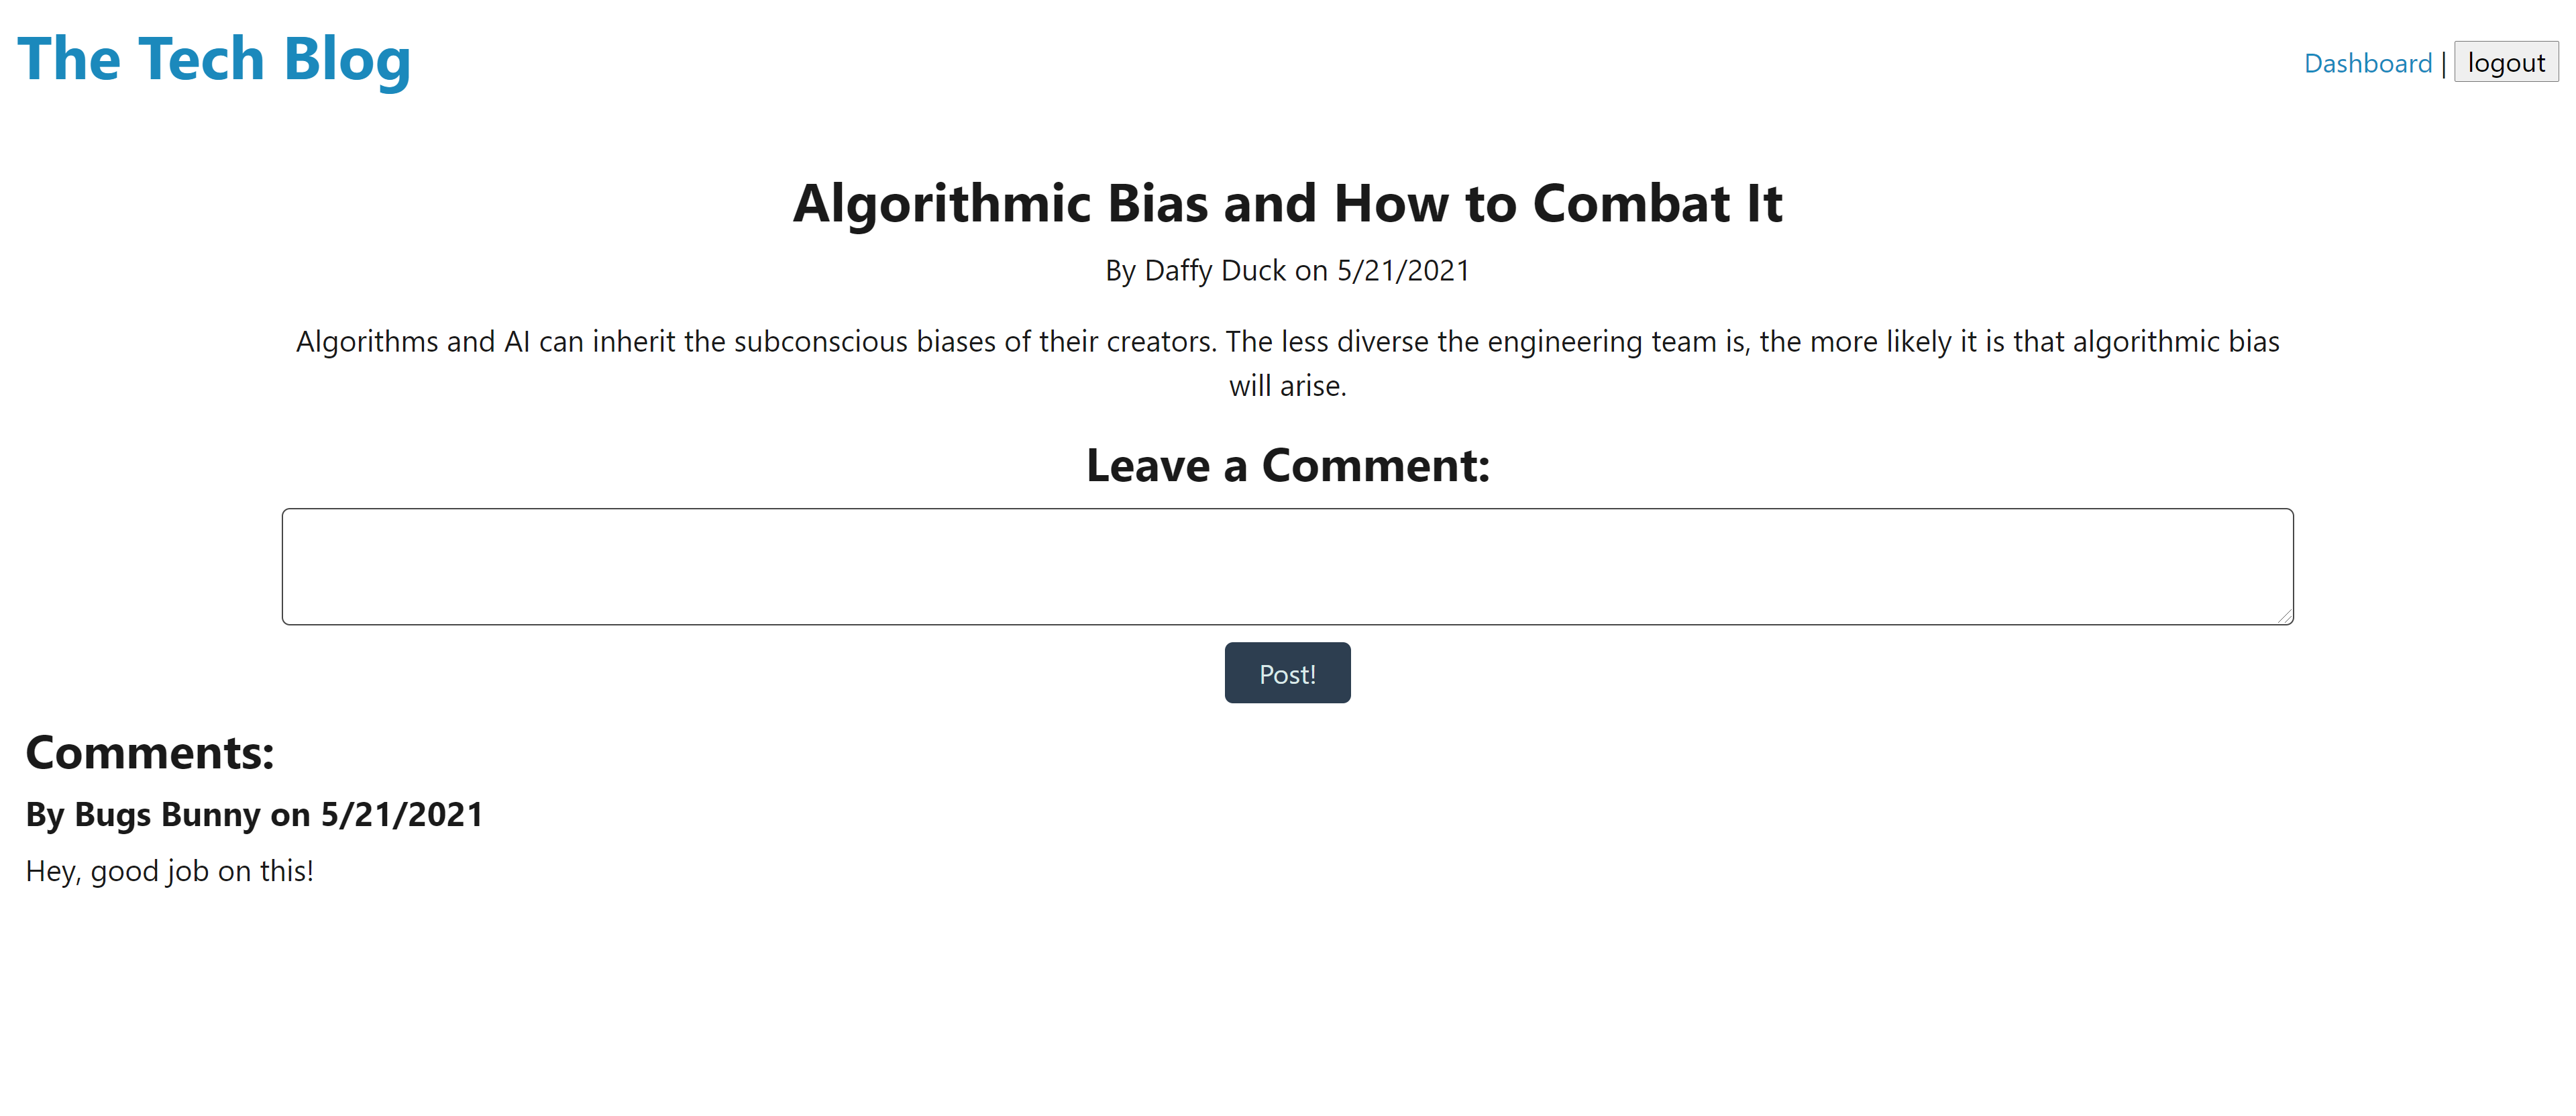 The Tech Blog
Dashboard | logout
Algorithmic Bias and How to Combat It
By Daffy Duck on 5/21/2021
Algorithms and AI can inherit the subconscious biases of their creators. The less diverse the engineering team is, the more likely it is that algorithmic bias
will arise.
Leave a Comment:
Post!
Comments:
By Bugs Bunny on 5/21/2021
Hey, good job on this!